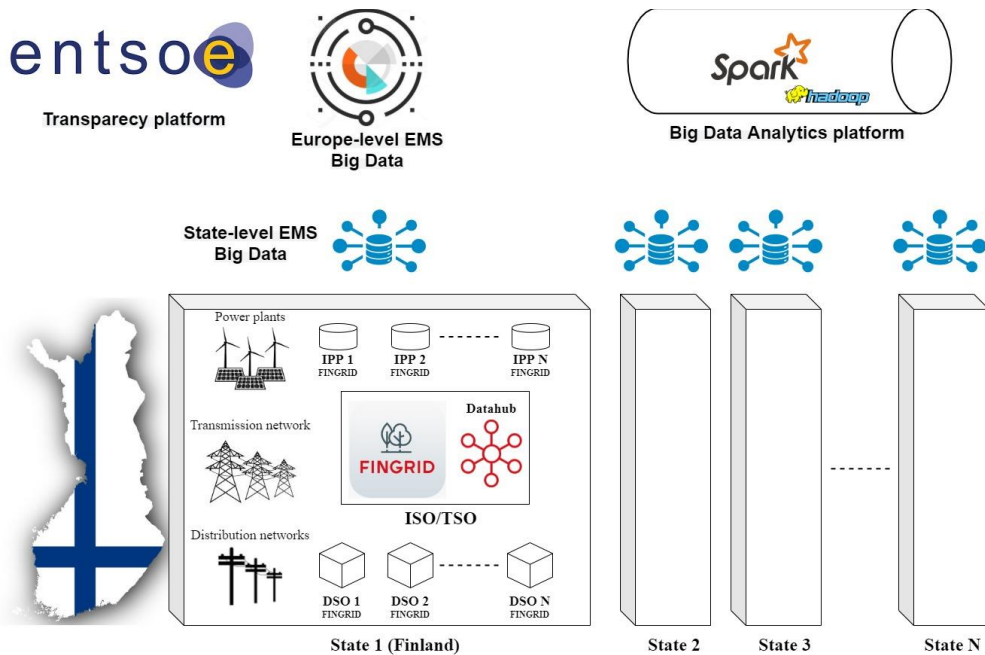 entsoe
Transparecy platform
Europe-level EMS
Big Data
Spark
hadoop
Big Data Analytics platform
State-level EMS
Big Data
Power plants
IPP 1
FINGRID
IPP 2
FINGRID
IPP N
FINGRID
Transmission network
FINGRID
Datahub
ISO/TSO
Distribution networks
DSO 1
FINGRID
DSO 2
FINGRID
DSO N
FINGRID
State 1 (Finland)
State 2
State 3
State N